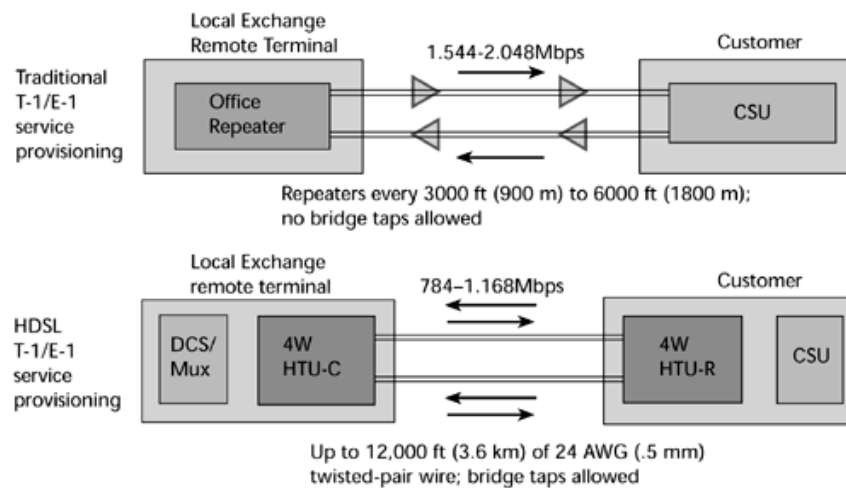 Local Exchange
Remote Terminal
1.544-2.048Mbps
Customer
Traditional
T-1/E-1
service
provisioning
Office
Repeater
CSU
Repeaters every 3000 ft (900 m) to 6000 ft (1800 m);
no bridge taps allowed
Local Exchange
remote terminal
784–1.168Mbps
Customer
HDSL
T-1/E-1
service
provisioning
DCS/
Mux
4W
HTU-C
4W
HTU-R
CSU
Up to 12,000 ft (3.6 km) of 24 AWG (.5 mm)
twisted-pair wire; bridge taps allowed